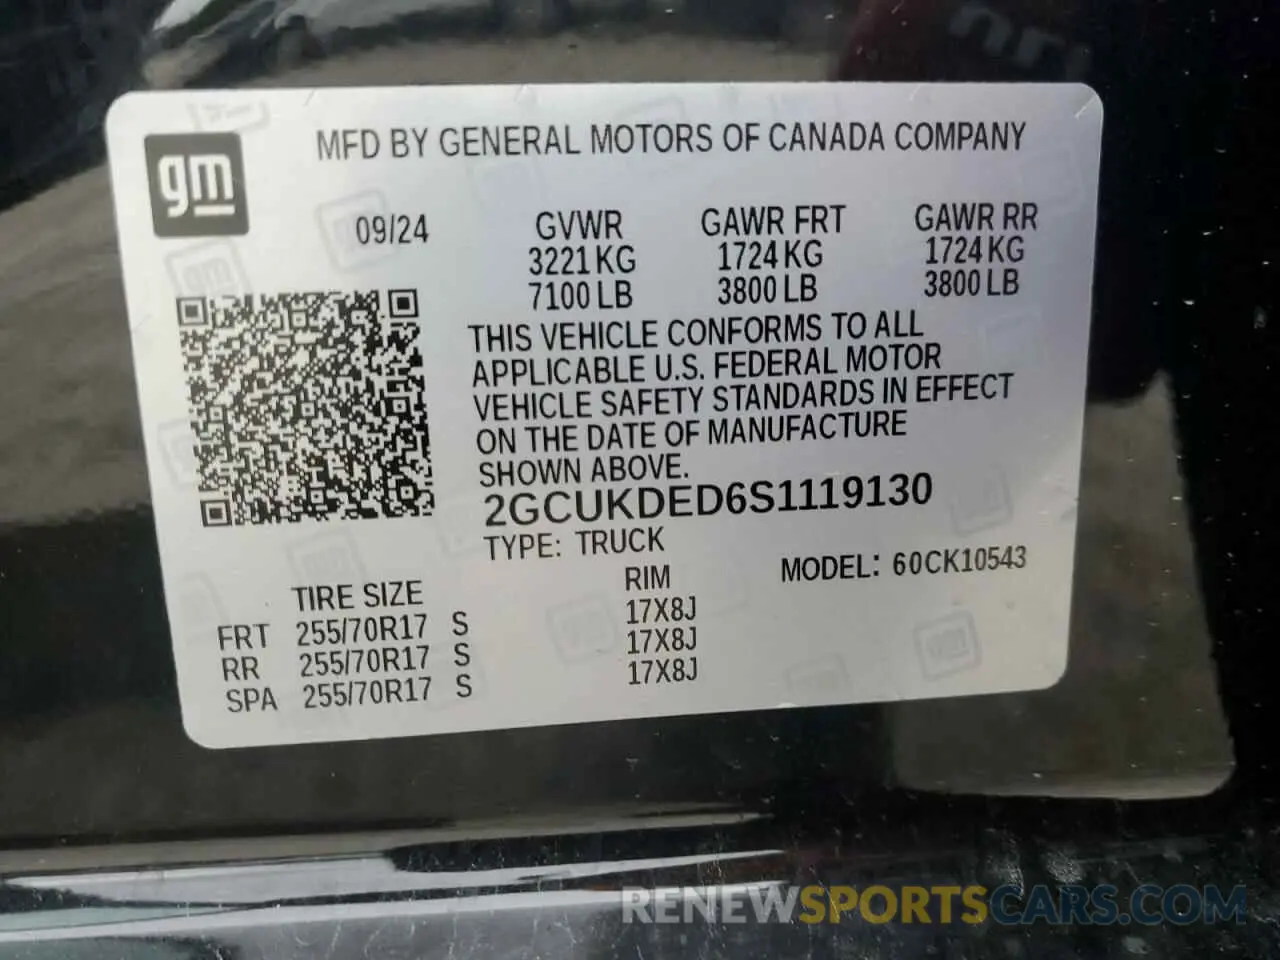 gm
MFD BY GENERAL MOTORS OF CANADA COMPANY
09/24 GVWR GAWR FRT GAWR RR
3221 KG 1724 KG 1724 KG
7100 LB 3800 LB 3800 LB
THIS VEHICLE CONFORMS TO ALL
APPLICABLE U.S. FEDERAL MOTOR
VEHICLE SAFETY STANDARDS IN EFFECT
ON THE DATE OF MANUFACTURE
SHOWN ABOVE.
2GCUKDED6S1119130
TYPE: TRUCK
MODEL: 60CK10543
TIRE SIZE RIM
FRT 255/70R17 S 17X8J
RR 255/70R17 S 17X8J
SPA 255/70R17 S 17X8J
RENEWSPORTSCARS.COM